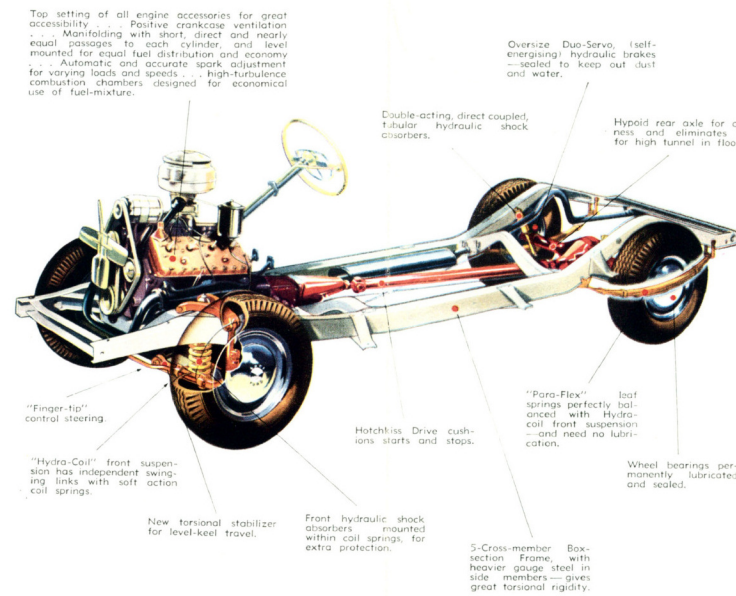 Top setting of all engine accessories for great
accessibility . . . Positive crankcase ventilation
. . . Manifolding with short, direct and nearly
equal passages to each cylinder, and level
mounted for equal fuel distribution and economy
. . . Automatic and accurate spark adjustment
for varying loads and speeds . . . high-turbulence
combustion chambers designed for economical
use of fuel-mixture.
Oversize Duo-Servo, (self-
energising) hydraulic brakes
—sealed to keep out dust
and water.
Double-acting, direct coupled,
tubular hydraulic shock
absorbers.
Hypoid rear axle for
ness and eliminates
for high tunnel in
"Finger-tip"
control steering.
"Hydra-Coil" front suspen-
sion has independent swing-
ing links with soft action
coil springs.
New torsional stabilizer
for level-keel travel.
Front hydraulic shock
absorbers mounted
within coil springs, for
extra protection.
Hotchkiss Drive cush-
ions starts and stops.
5-Cross-member Box-
section Frame, with
heavier gauge steel in
side members — gives
great torsional rigidity.
"Para-Flex" leaf
springs perfectly bal-
anced with Hydra-
coil front suspension
—and need no lubri-
cation.
Wheel bearings per-
manently lubricated
and sealed.